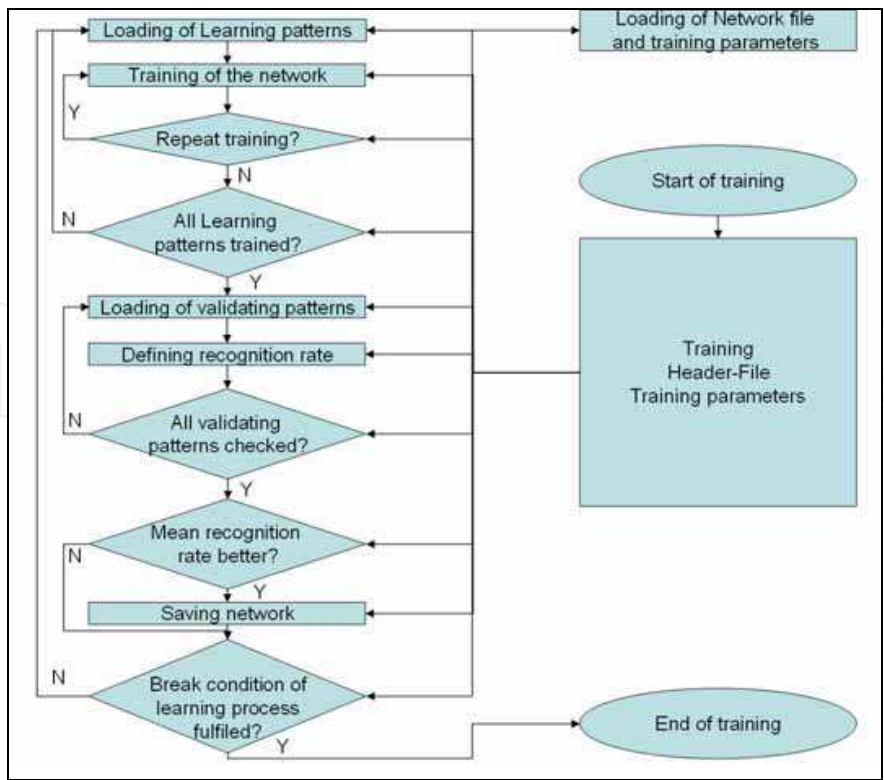 Loading of Learning patterns
Loading of Network file
and training parameters
Training of the network
Y
Repeat training?
N
Start of training
N
All Learning
patterns trained?
Y
Loading of validating patterns
Defining recognition rate
Training
Header-File
Training parameters
N
All validating
patterns checked?
Y
Mean recognition
rate better?
N
Y
Saving network
N
Break condition of
learning process
fulfiled?
Y
End of training